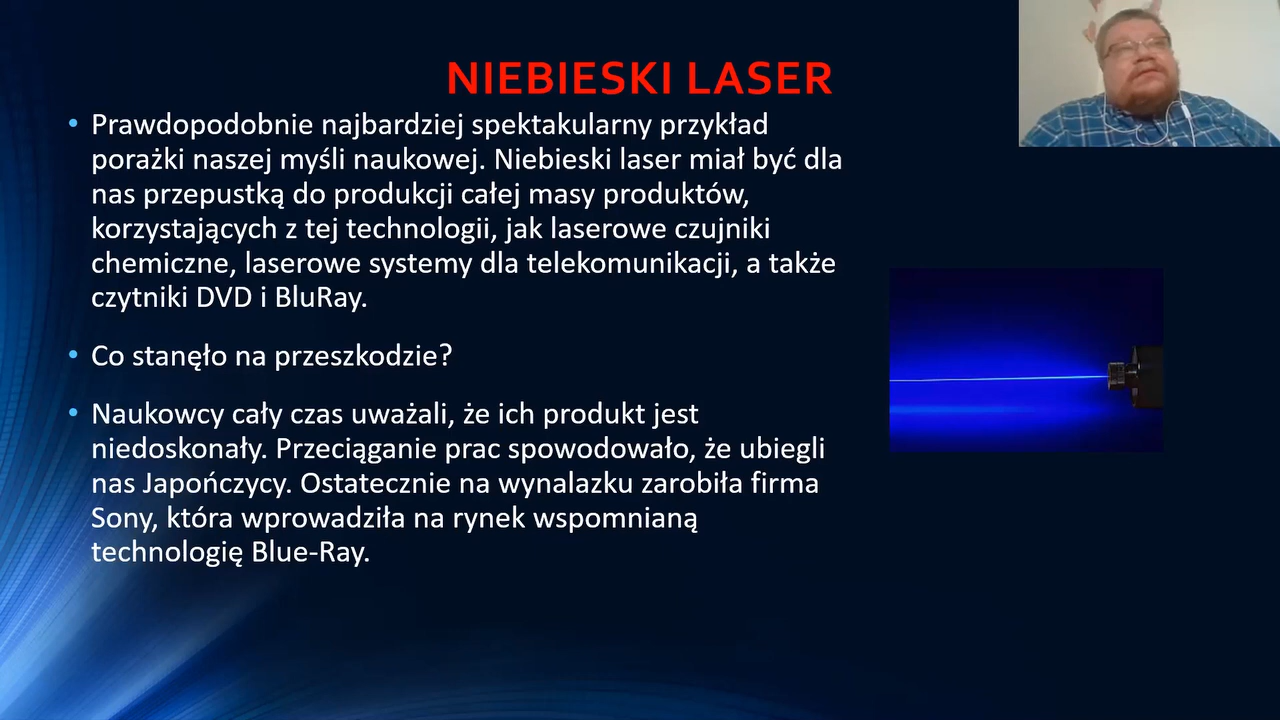 NIEBIESKI LASER
• Prawdopodobnie najbardziej spektakularny przykład
porażki naszej myśli naukowej. Niebieski laser miał być dla
nas przepustką do produkcji całej masy produktów,
korzystających z tej technologii, jak laserowe czujniki
chemiczne, laserowe systemy dla telekomunikacji, a także
czytniki DVD i BluRay.
• Co stanęło na przeszkodzie?
• Naukowcy cały czas uważali, że ich produkt jest
niedoskonały. Przeciąganie prac spowodowało, że ubiegli
nas Japończycy. Ostatecznie na wynalazku zarobiła firma
Sony, która wprowadziła na rynek wspomnianą
technologię Blue-Ray.